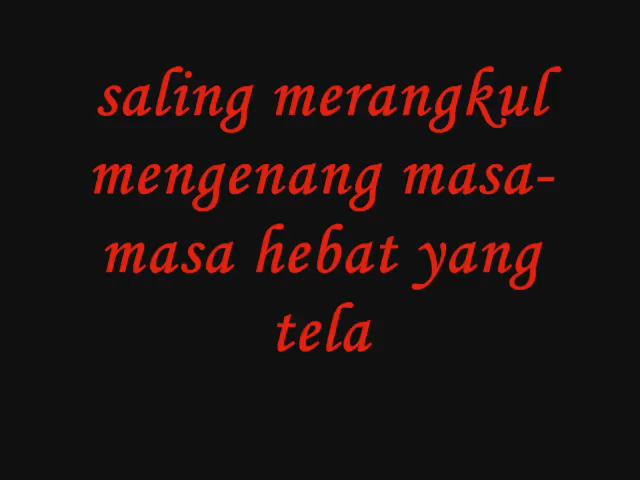 saling merangkul
mengenang masa-
masa hebat yang
tela